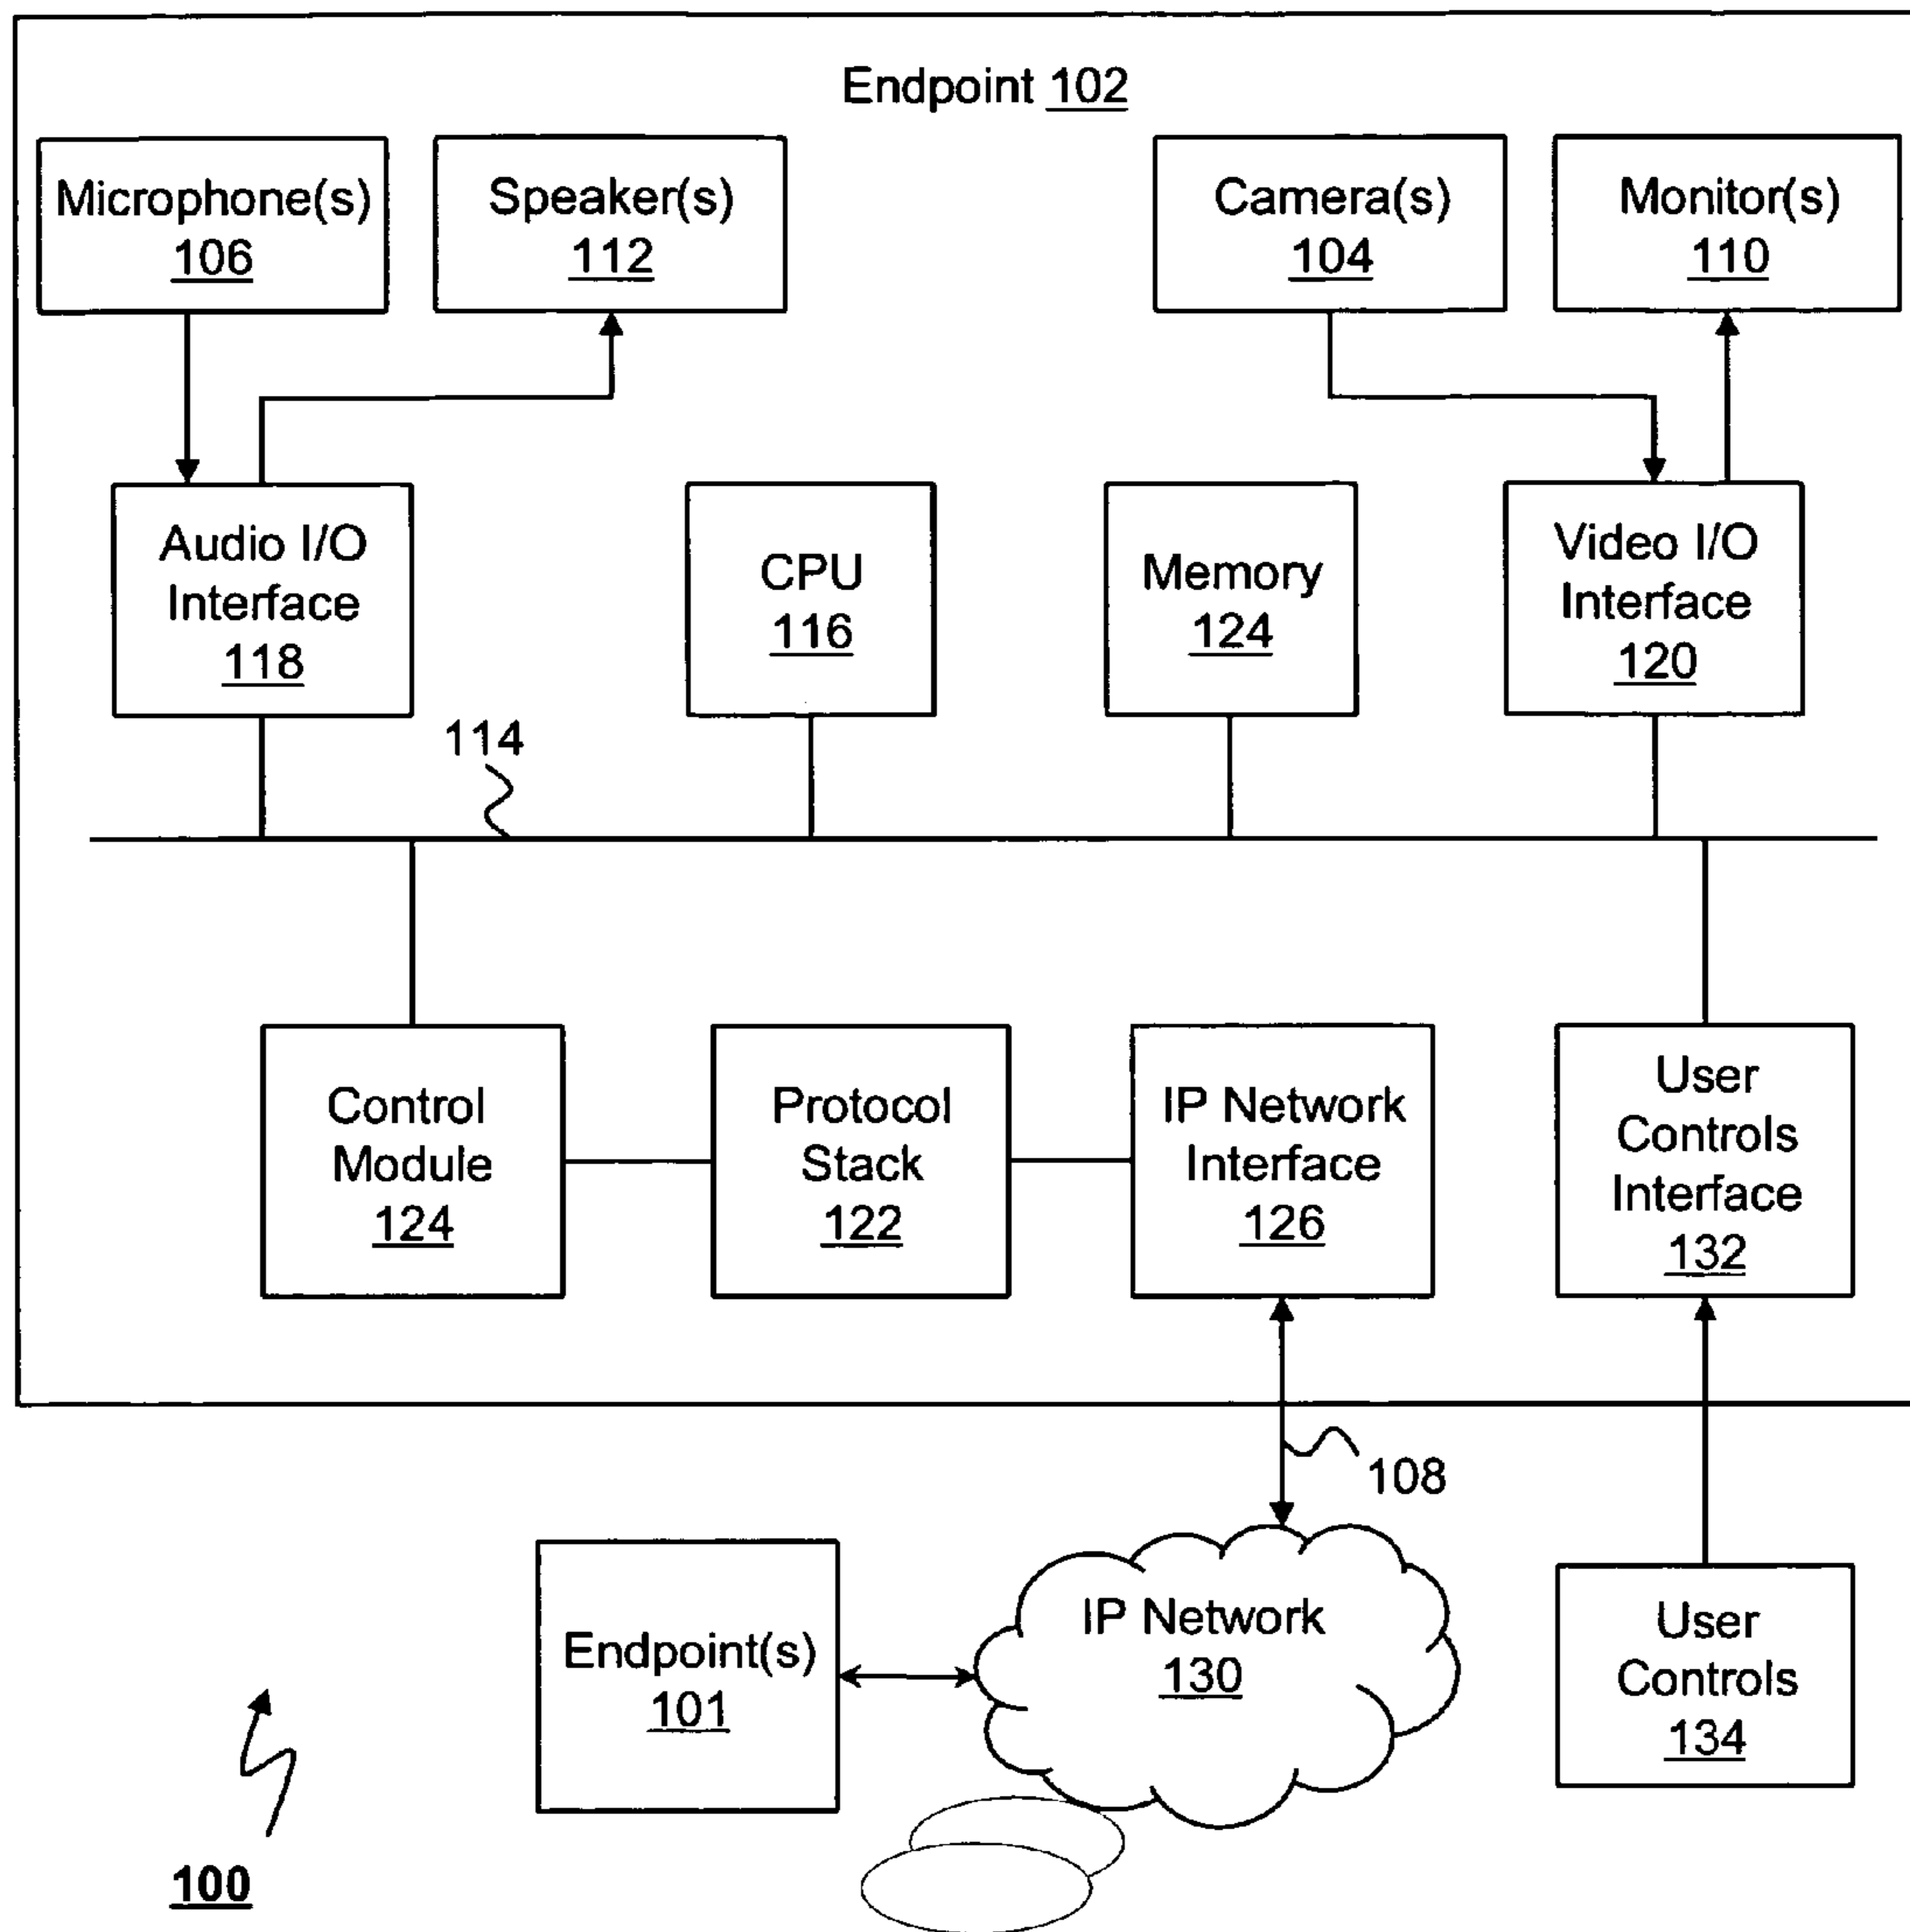 Endpoint 102
Microphone(s)
106
Speaker(s)
112
Camera(s)
104
Monitor(s)
110
Audio I/O
Interface
118
CPU
116
Memory
124
Video I/O
Interface
120
114
Control
Module
124
Protocol
Stack
122
IP Network
Interface
126
User
Controls
Interface
132
108
Endpoint(s)
101
IP Network
130
User
Controls
134
100